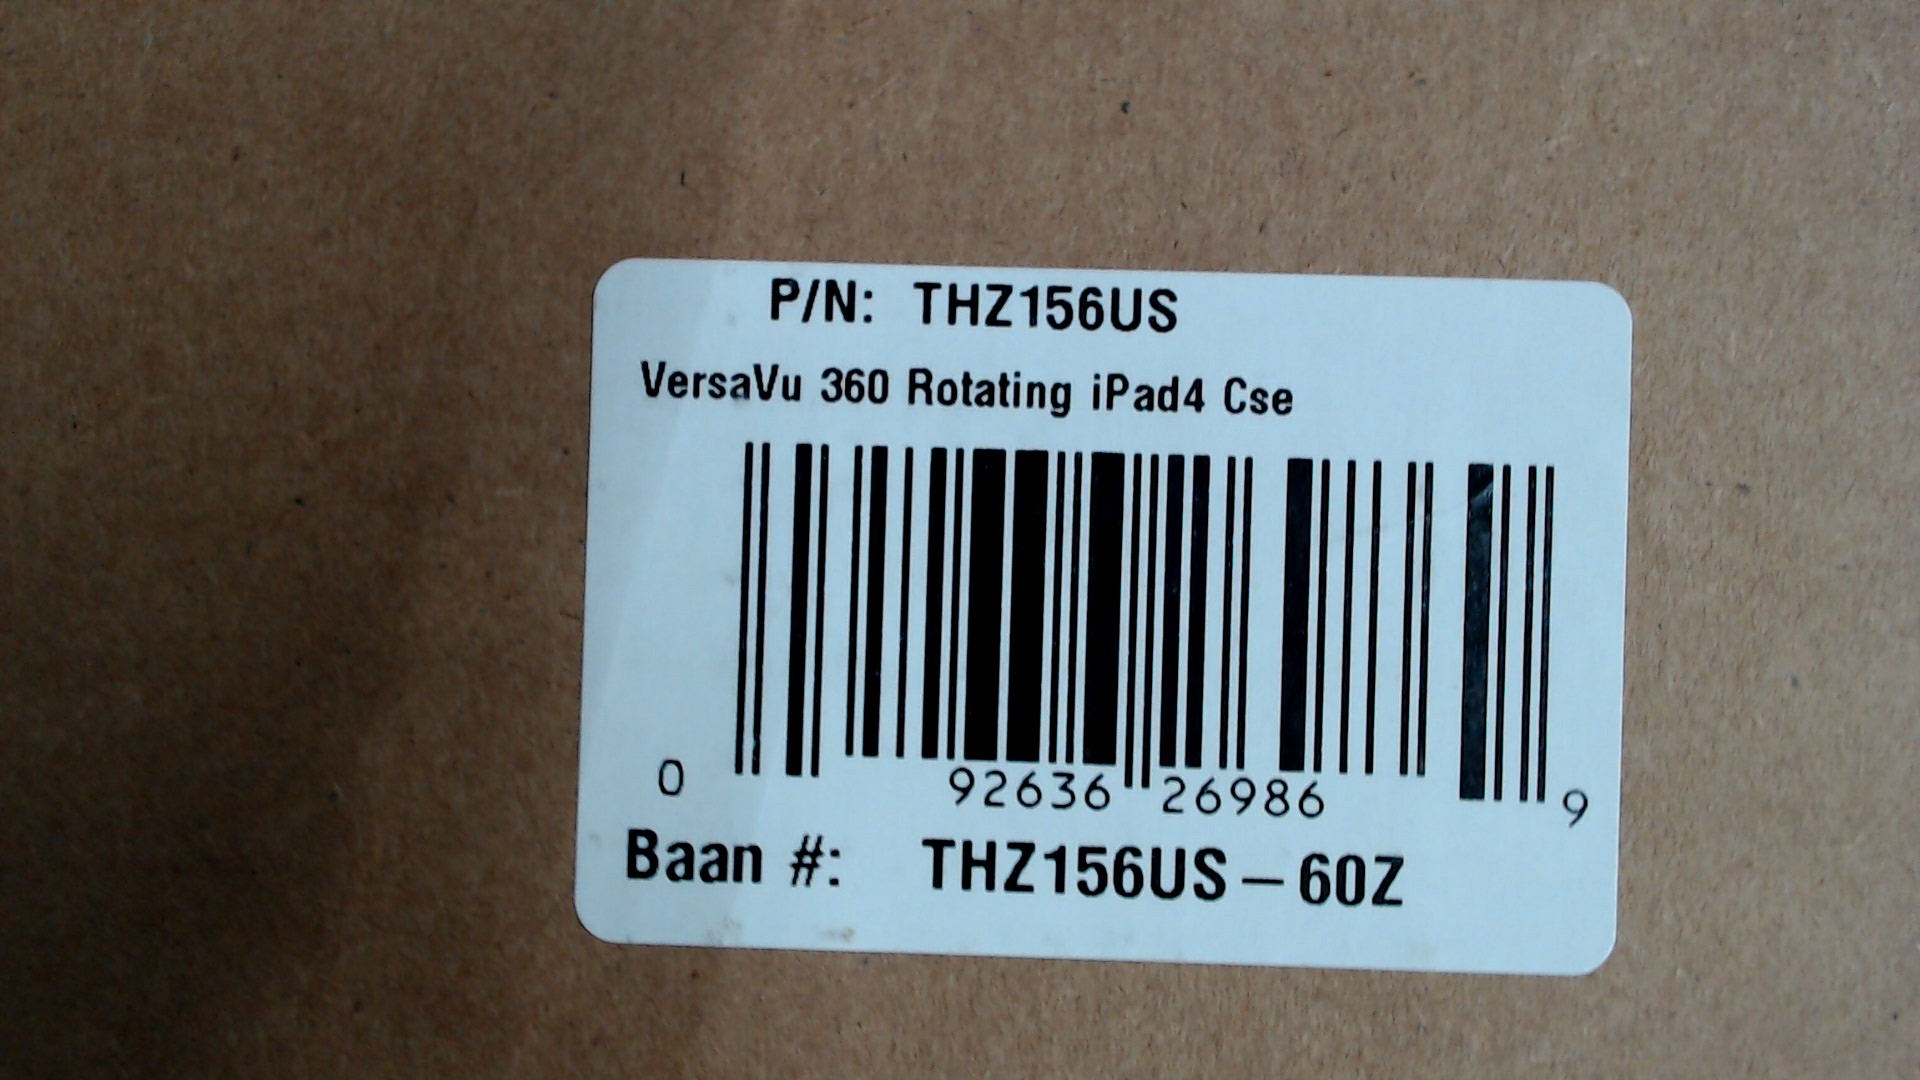 P/N: THZ156US
VersaVu 360 Rotating iPad4 Cse
0 92636 26986 9
Baan #: THZ156US-60Z